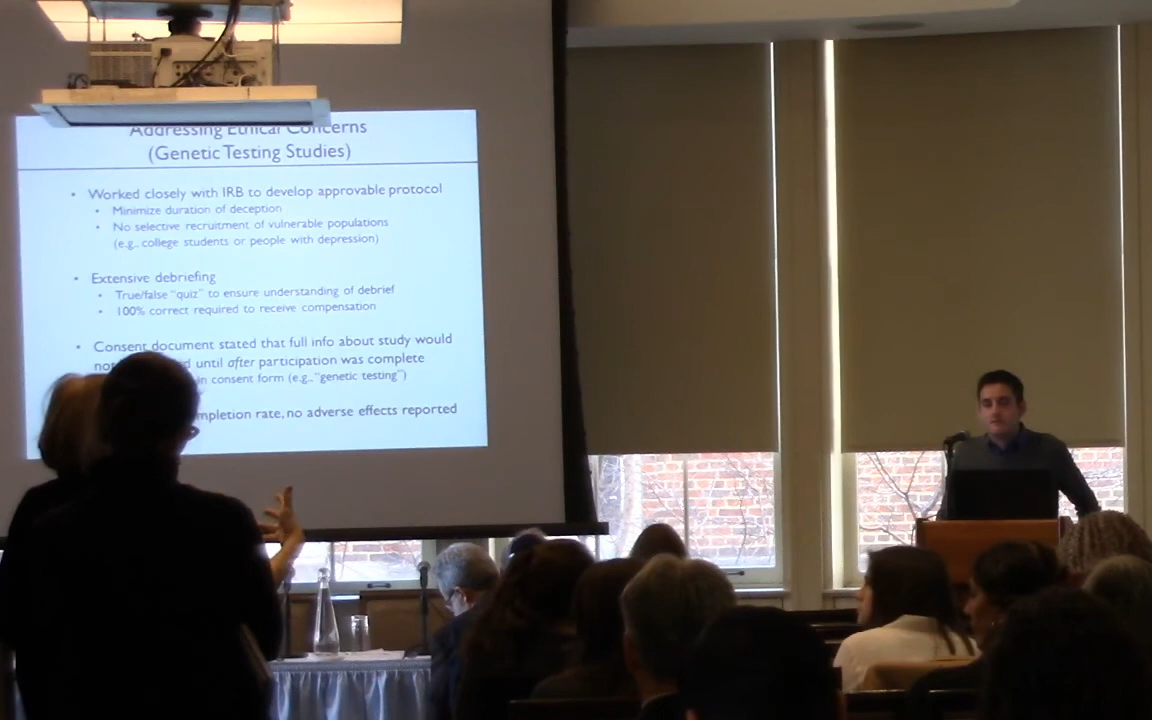 Addressing Ethical Concerns
(Genetic Testing Studies)
• Worked closely with IRB to develop approvable protocol
• Minimize duration of deception
• No selective recruitment of vulnerable populations
(e.g., college students or people with depression)
• Extensive debriefing
• True/false "quiz" to ensure understanding of debrief
• 100% correct required to receive compensation
• Consent document stated that full info about study would
until after participation was complete
in consent form (e.g., "genetic testing")
rate, no adverse effects reported